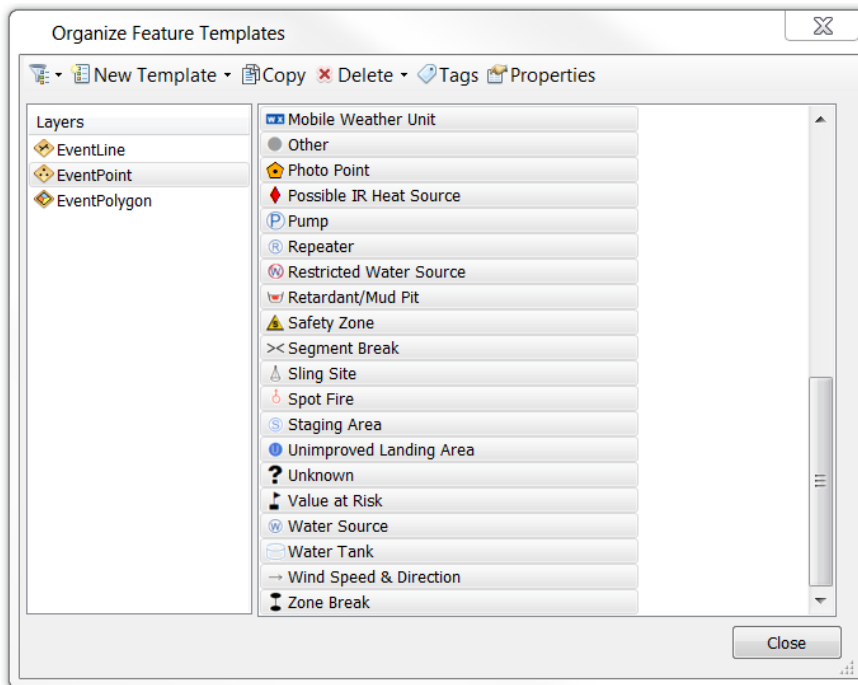 Organize Feature Templates
New Template Copy Delete Tags Properties
Layers
EventLine
EventPoint
EventPolygon
WX Mobile Weather Unit
Other
Photo Point
Possible IR Heat Source
P Pump
R Repeater
W Restricted Water Source
Retardant/Mud Pit
S Safety Zone
Segment Break
Sling Site
Spot Fire
S Staging Area
U Unimproved Landing Area
? Unknown
Value at Risk
W Water Source
Water Tank
Wind Speed & Direction
Zone Break
Close